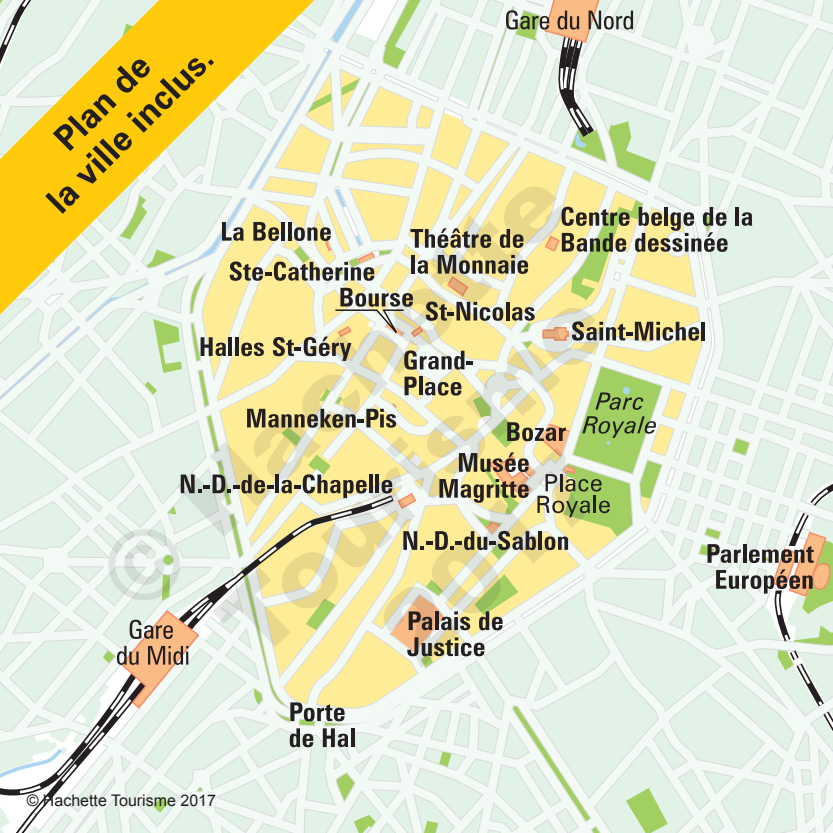 Gare du Nord
Plan de
la ville inclus.
La Bellone
Ste-Catherine
Théâtre de
la Monnaie
Centre belge de la
Bande dessinée
Bourse
St-Nicolas
Halles St-Géry
Saint-Michel
Grand-
Place
Parc
Royale
Manneken-Pis
Bozar
Musée
Magritte
Place
Royale
N.-D.-de-la-Chapelle
N.-D.-du-Sablon
Parlement
Européen
Gare
du Midi
Palais de
Justice
Porte
de Hal
© Hachette Tourisme 2017
© Hachette
Tourisme
2017